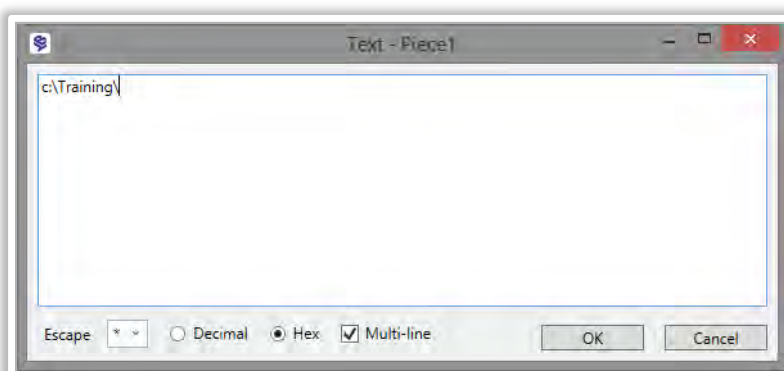 Text - Piece1
c:\Training\
Escape * Decimal Hex Multi-line OK Cancel